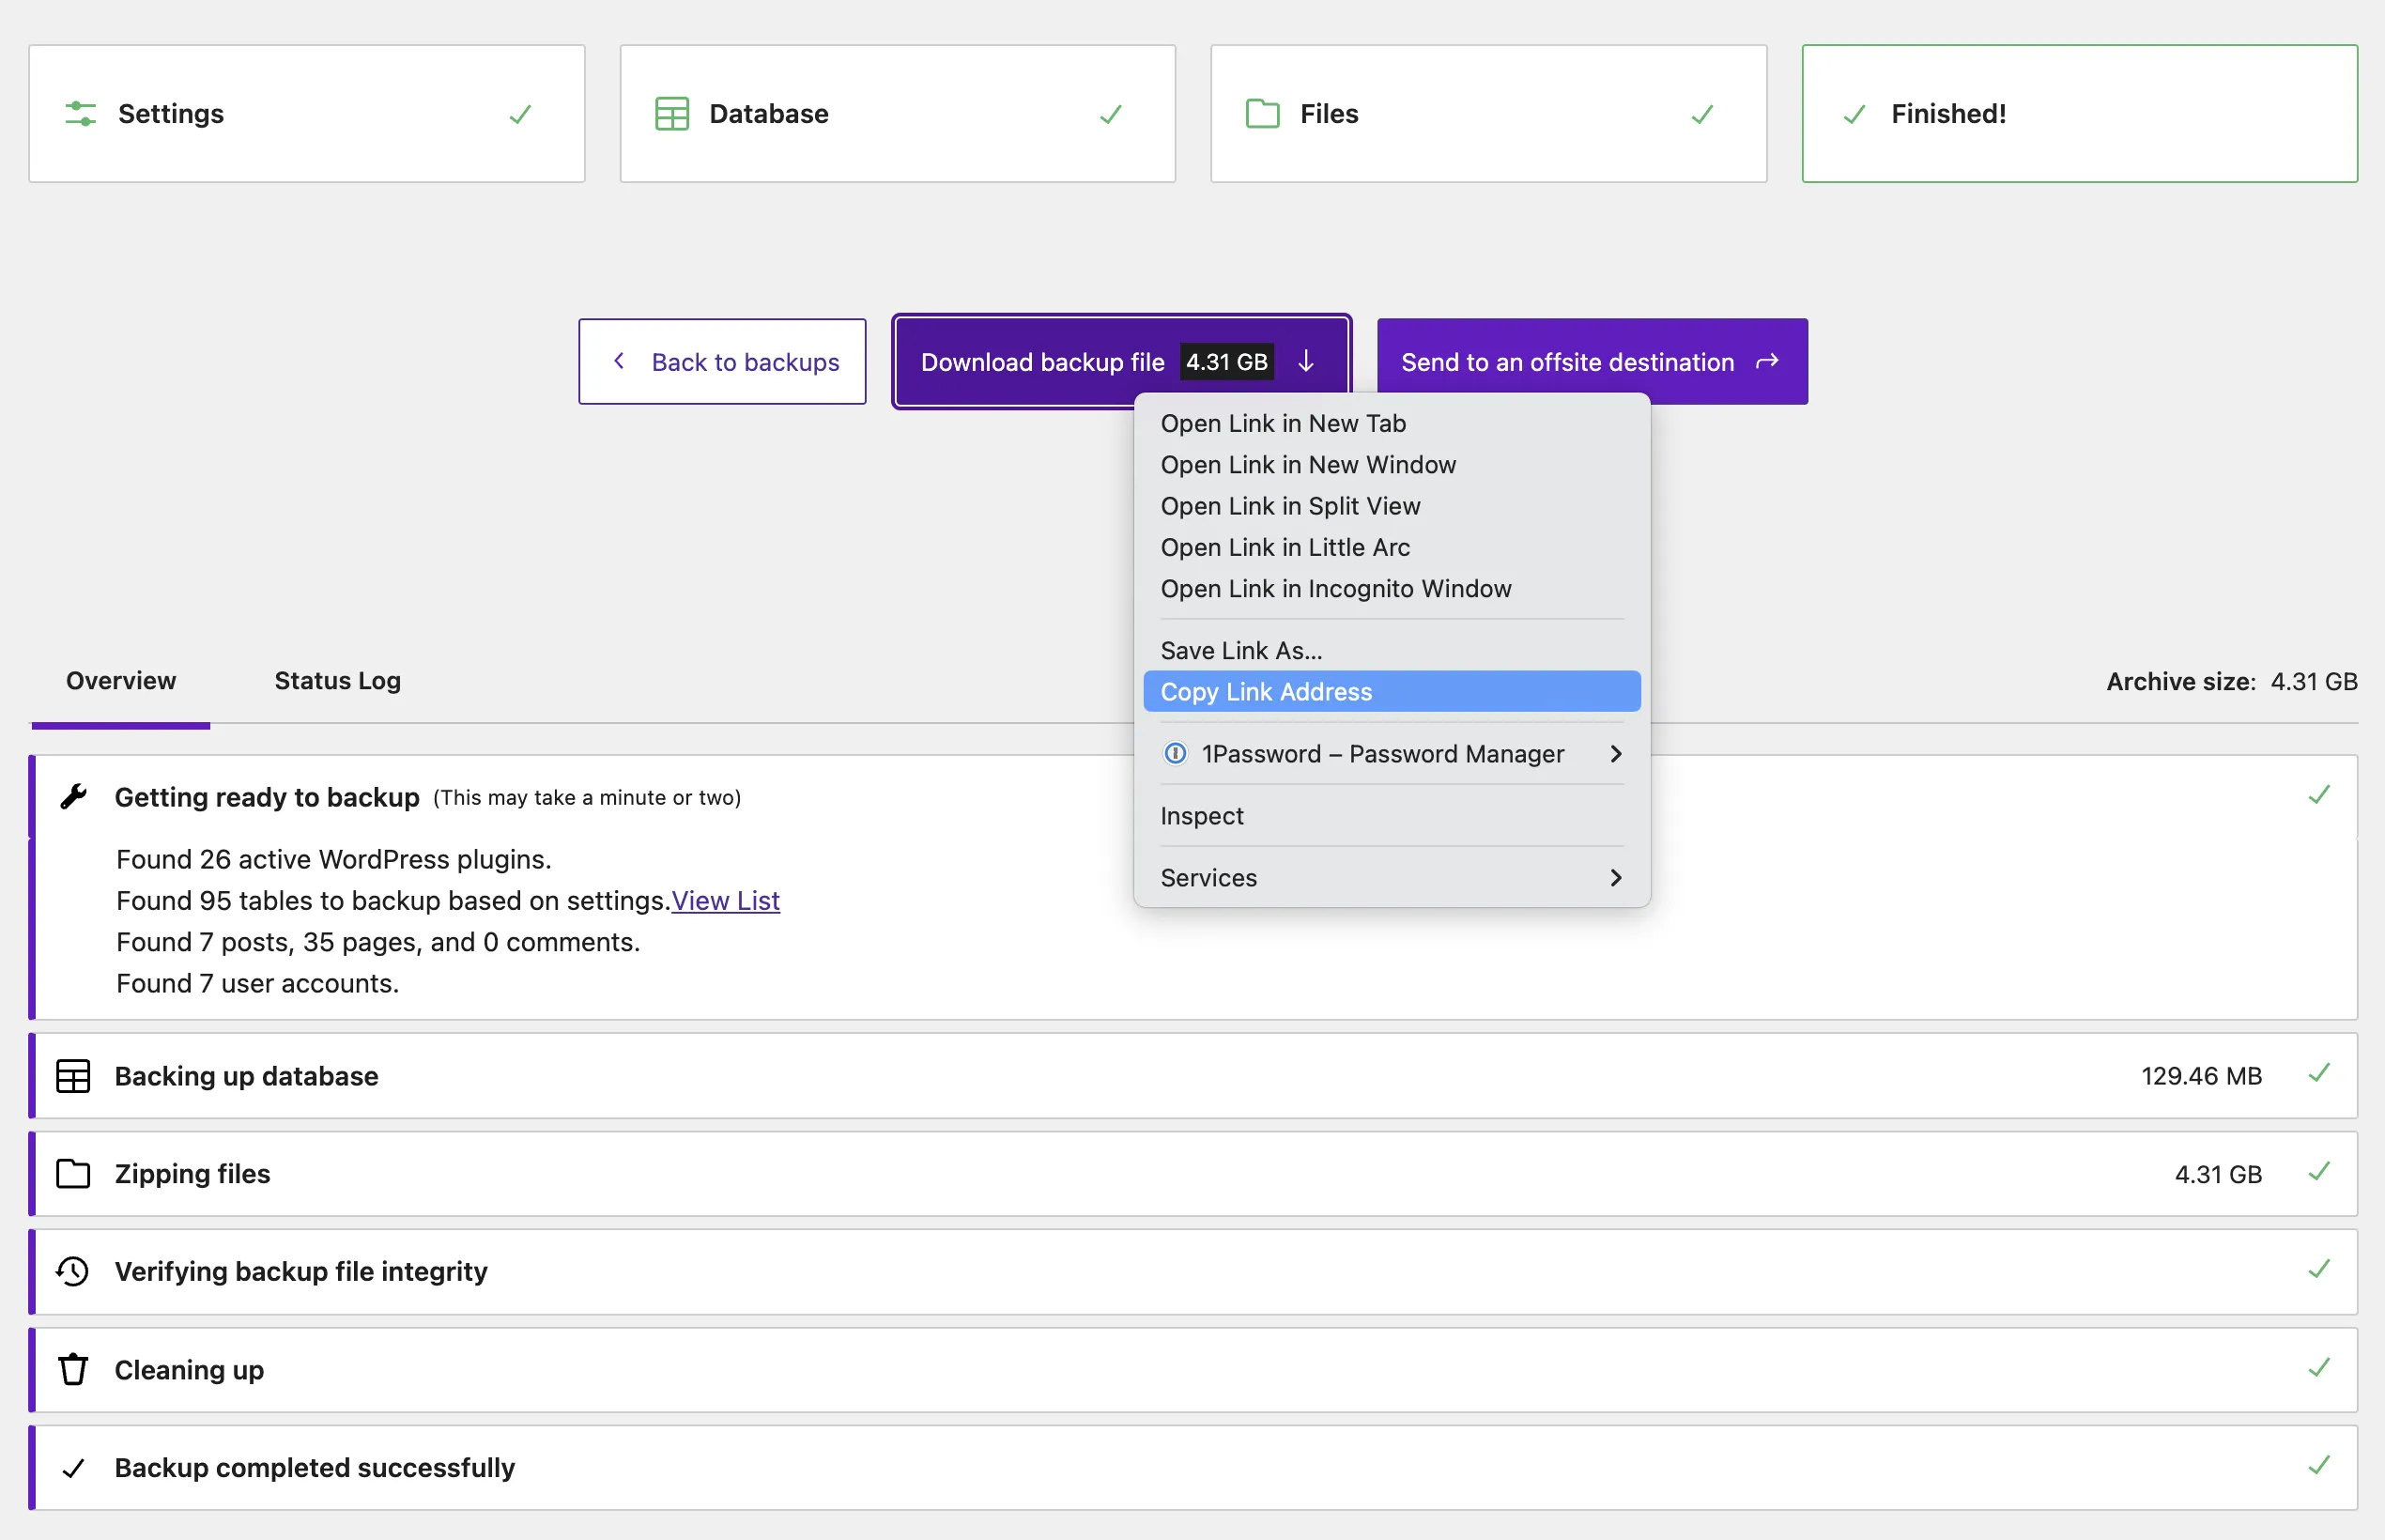 Settings
Database
Files
Finished!
Back to backups
Download backup file 4.31 GB
Send to an offsite destination
Open Link in New Tab
Open Link in New Window
Open Link in Split View
Open Link in Little Arc
Open Link in Incognito Window
Save Link As...
Copy Link Address
1Password – Password Manager
Inspect
Services
Overview
Status Log
Archive size: 4.31 GB
Getting ready to backup (This may take a minute or two)
Found 26 active WordPress plugins.
Found 95 tables to backup based on settings.View List
Found 7 posts, 35 pages, and 0 comments.
Found 7 user accounts.
Backing up database 129.46 MB
Zipping files 4.31 GB
Verifying backup file integrity
Cleaning up
Backup completed successfully